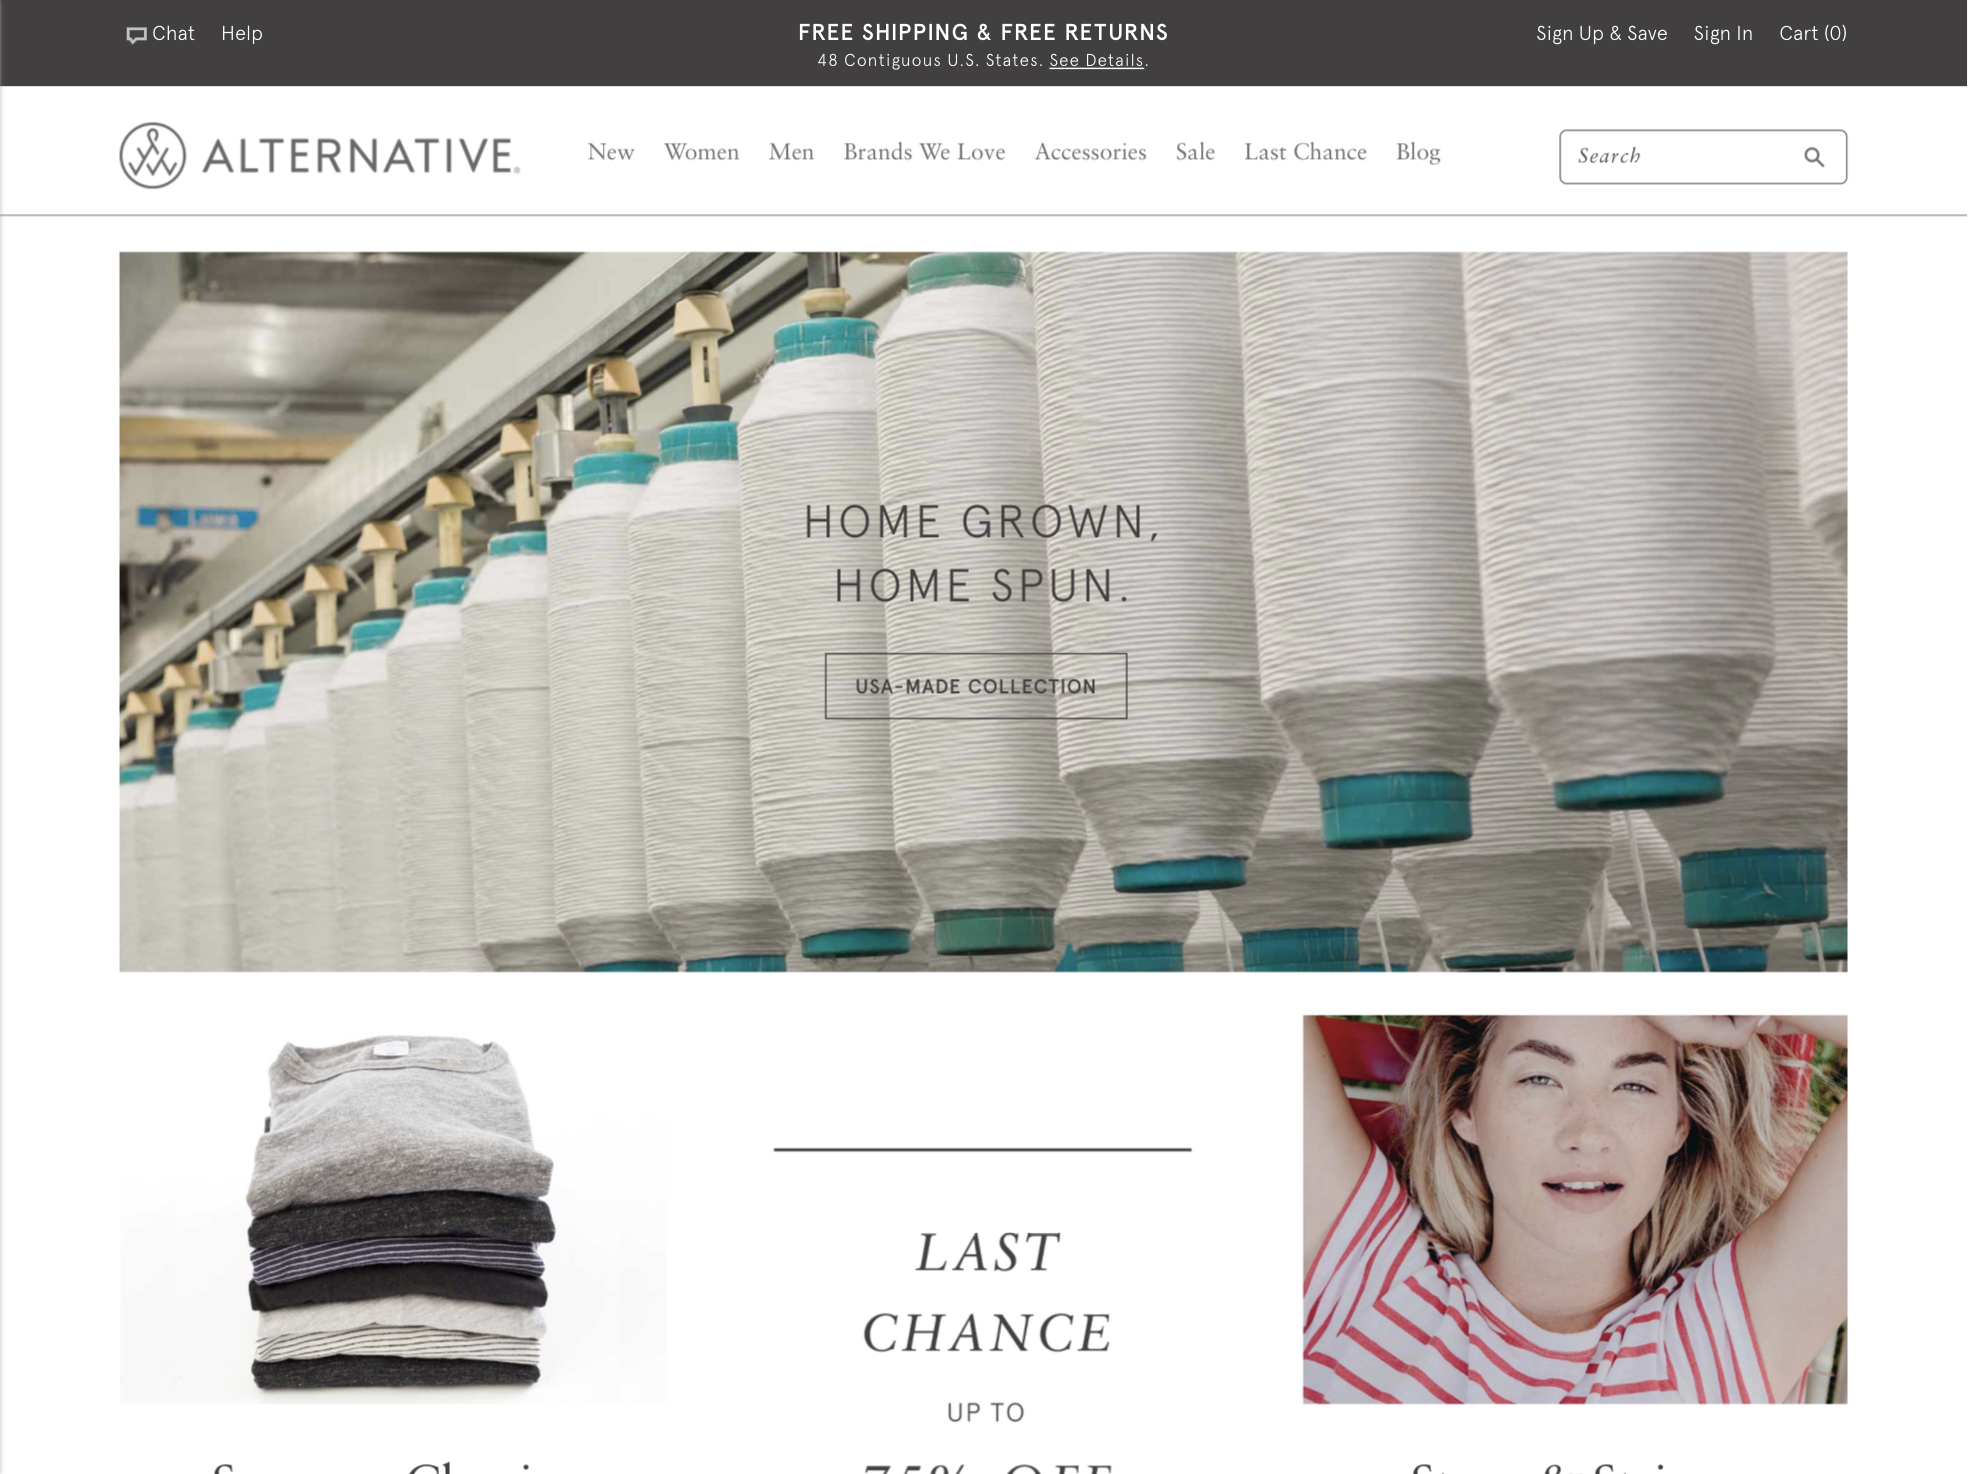 Chat Help
FREE SHIPPING & FREE RETURNS
48 Contiguous U.S. States. See Details.
Sign Up & Save Sign In Cart (0)
ALTERNATIVE®
New Women Men Brands We Love Accessories Sale Last Chance Blog
Search
HOME GROWN,
HOME SPUN.
USA-MADE COLLECTION
LAST
CHANCE
UP TO
75% OFF